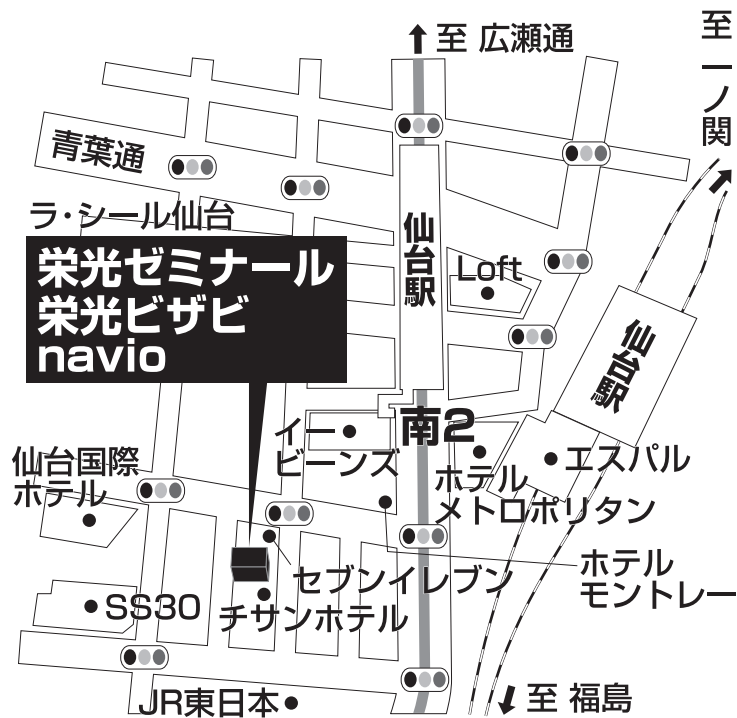 至 広瀬通
至 一ノ関
青葉通
ラ・シール仙台
栄光ゼミナール
栄光ビザビ
navio
仙台駅
Loft
仙台駅
南2
イー
ビーンズ
仙台国際
ホテル
ホテル
メトロポリタン
エスパル
セブンイレブン
ホテル
モントレー
SS30
チサンホテル
JR東日本
至 福島